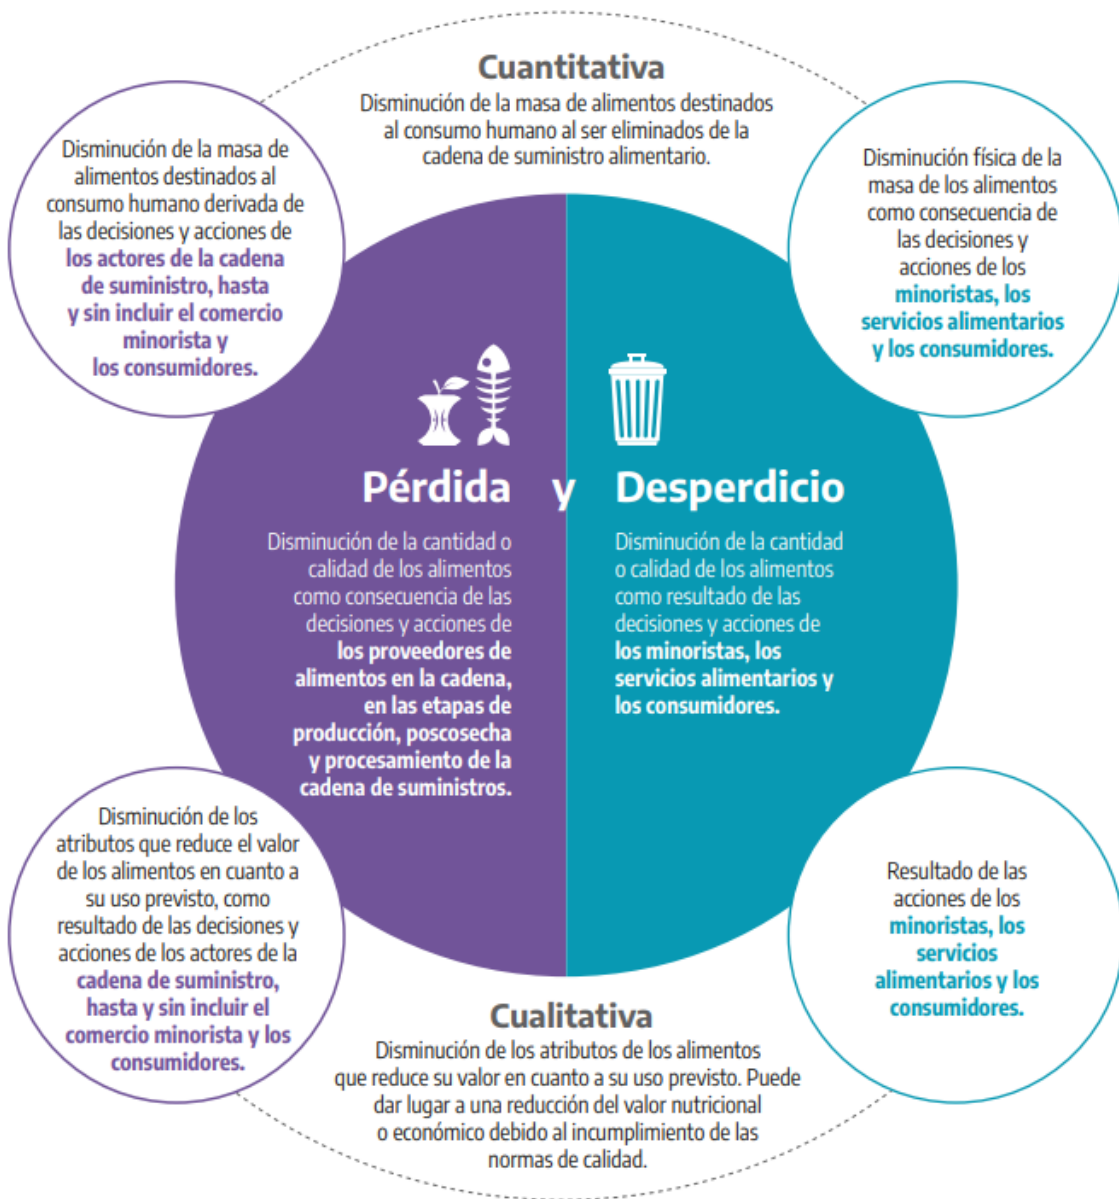 Cuantitativa
Disminución de la masa de alimentos destinados
al consumo humano al ser eliminados de la
cadena de suministro alimentario.
Disminución de la masa de
alimentos destinados al
consumo humano derivada de
las decisiones y acciones de
los actores de la cadena
de suministro, hasta
y sin incluir el comercio
minorista y
los consumidores.
Disminución física de la
masa de los alimentos
como consecuencia de
las decisiones y
acciones de los
minoristas, los
servicios alimentarios
y los consumidores.
Pérdida y Desperdicio
Disminución de la cantidad o
calidad de los alimentos
como consecuencia de las
decisiones y acciones de
los proveedores de
alimentos en la cadena,
en las etapas de
producción, poscosecha
y procesamiento de la
cadena de suministros.
Disminución de la cantidad
o calidad de los alimentos
como resultado de las
decisiones y acciones de
los minoristas, los
servicios alimentarios y
los consumidores.
Disminución de los
atributos que reduce el valor
de los alimentos en cuanto a
su uso previsto, como
resultado de las decisiones y
acciones de los actores de la
cadena de suministro,
hasta y sin incluir el
comercio minorista y los
consumidores.
Resultado de las
acciones de los
minoristas, los
servicios
alimentarios y los
consumidores.
Cualitativa
Disminución de los atributos de los alimentos
que reduce su valor en cuanto a su uso previsto. Puede
dar lugar a una reducción del valor nutricional
o económico debido al incumplimiento de las
normas de calidad.